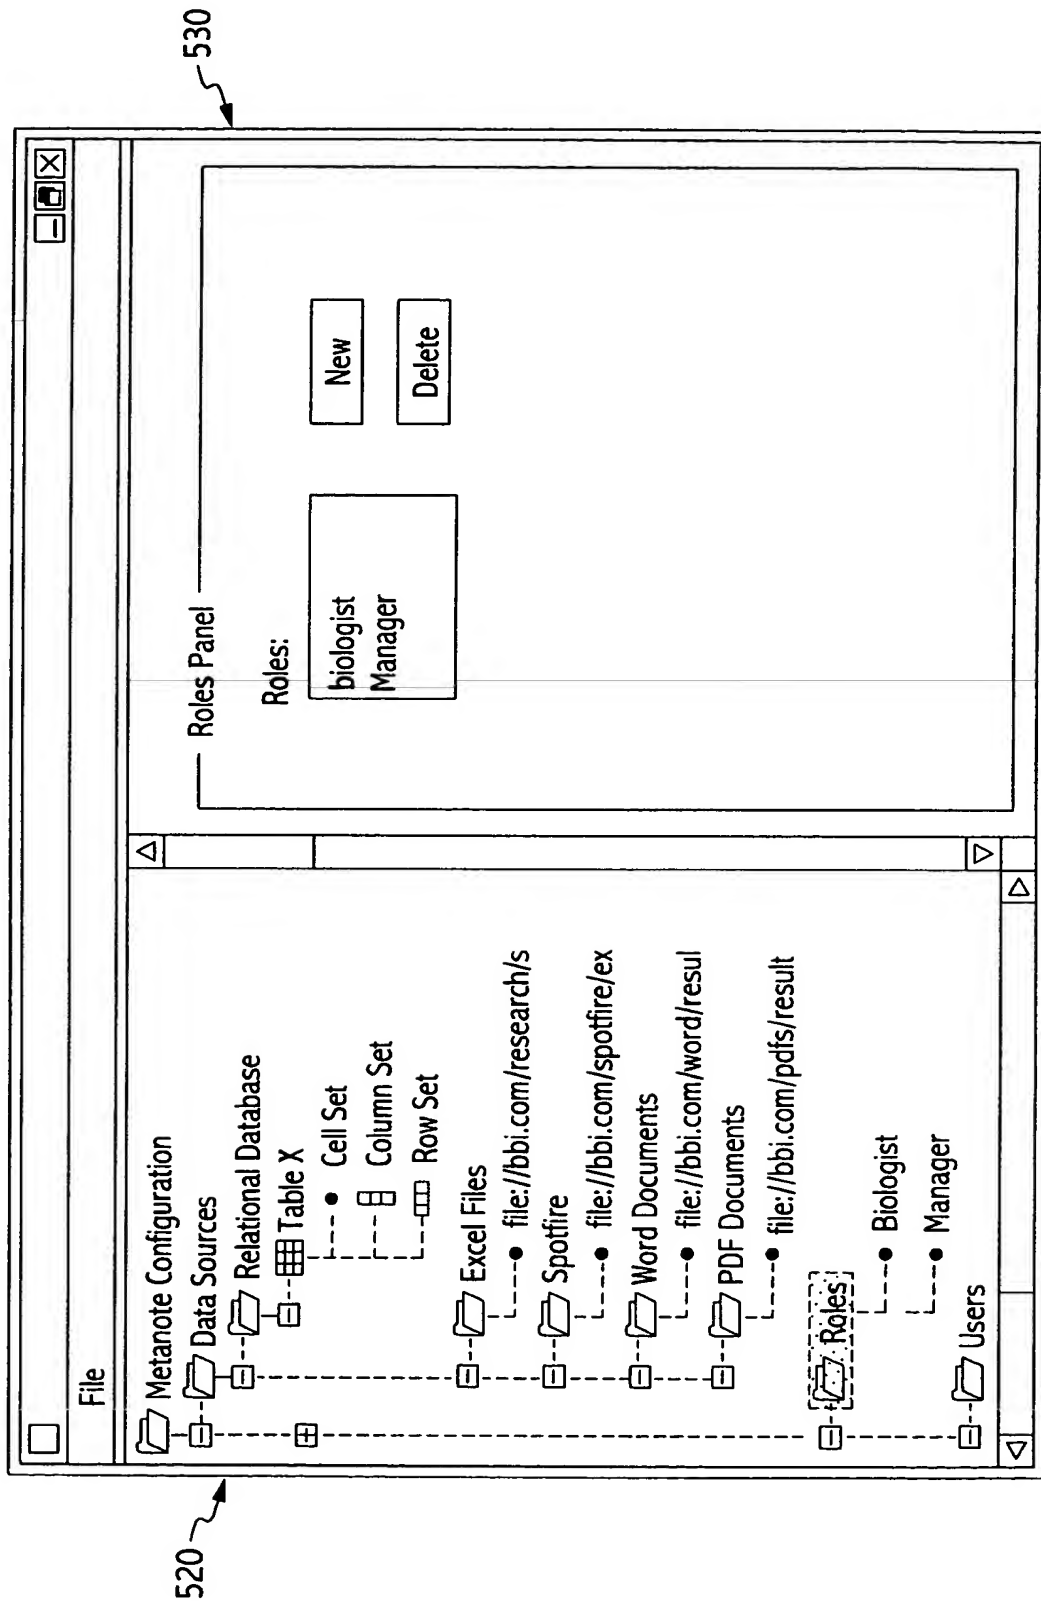 File
Metanote Configuration
Data Sources
Relational Database
Table X
Cell Set
Column Set
Row Set
Excel Files
file://bbi.com/research/s
Spotfire
file://bbi.com/spotfire/ex
Word Documents
file://bbi.com/word/resul
PDF Documents
file://bbi.com/pdfs/result
Roles
Biologist
Manager
Users
Roles Panel
Roles:
biologist
Manager
New
Delete
520
530